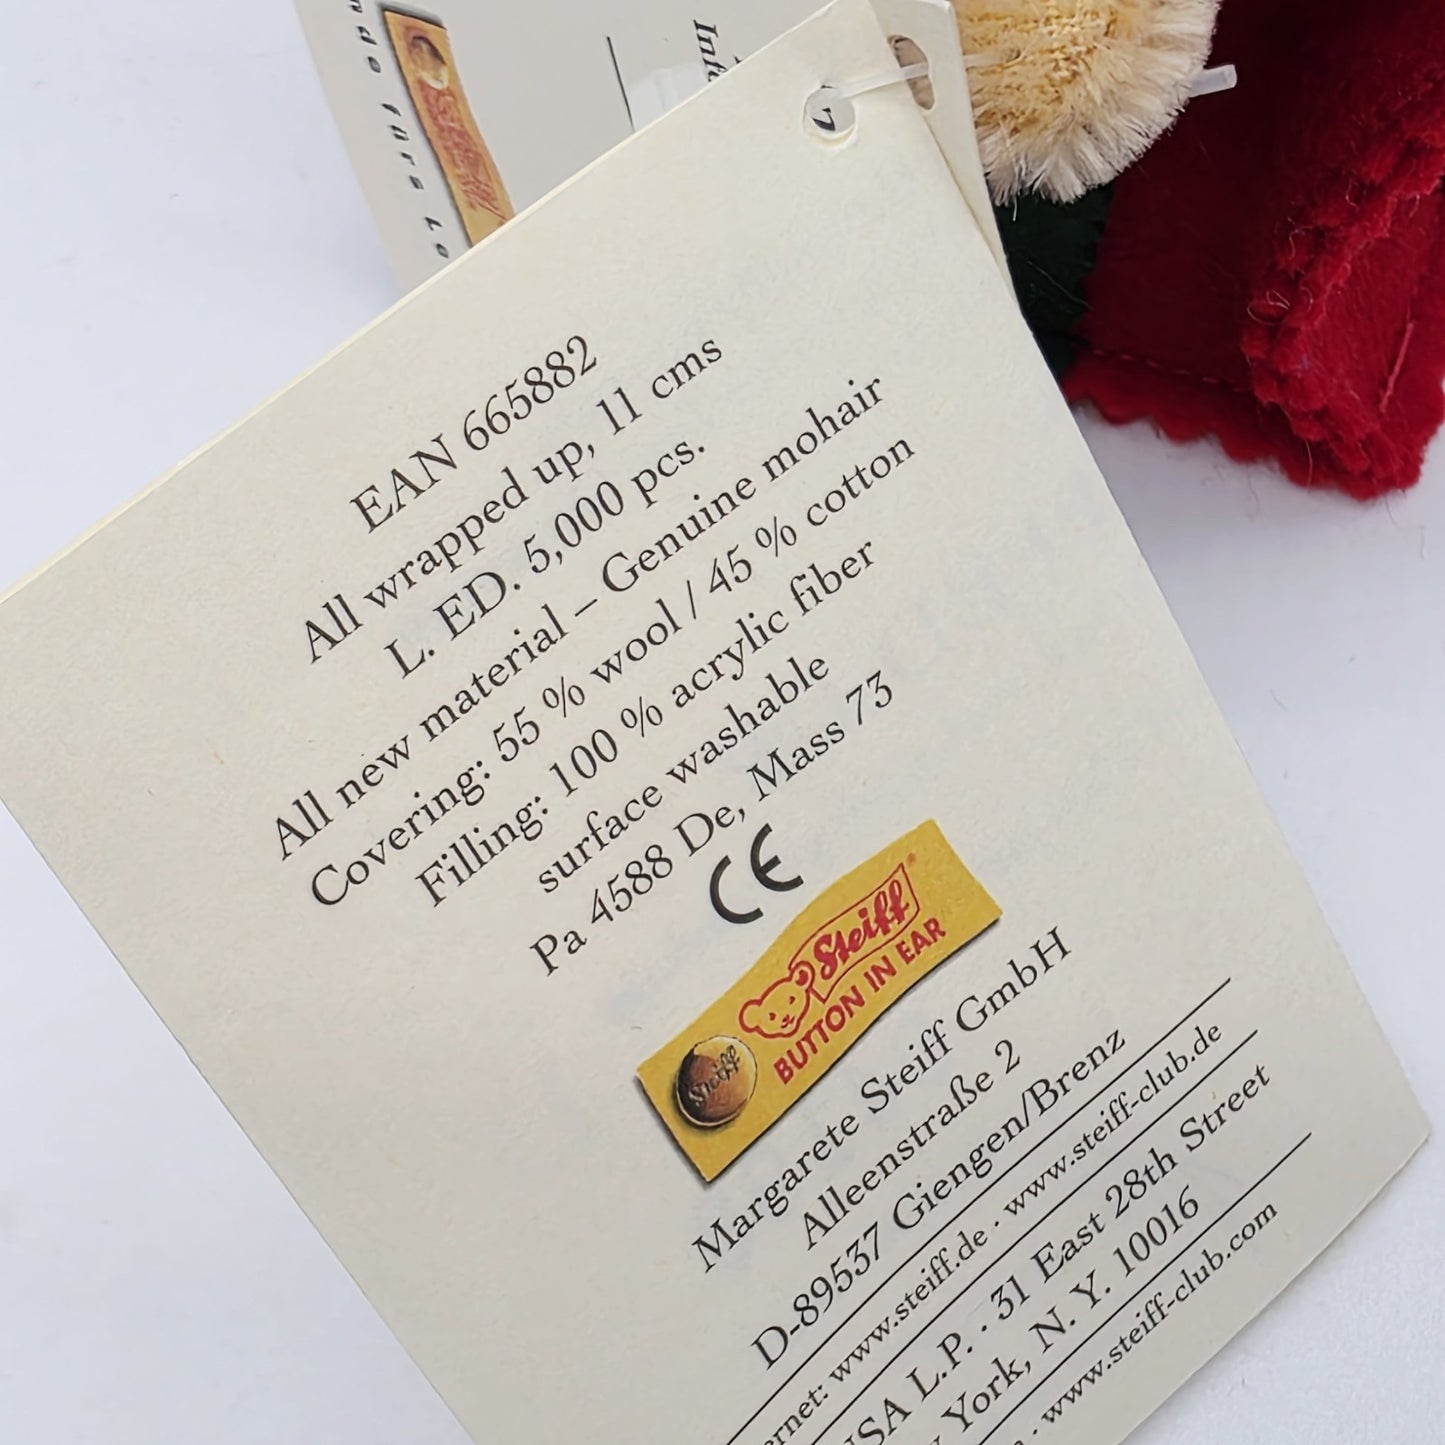 EAN 665882
All wrapped up, 11 cms
L. ED. 5,000 pcs.
All new material – Genuine mohair
Covering: 55 % wool / 45 % cotton
Filling: 100 % acrylic fiber
surface washable
Pa 4588 De, Mass 73
CE
Steiff®
BUTTON IN EAR
Steiff
Margarete Steiff GmbH
Alleenstraße 2
D-89537 Giengen/Brenz
ernet: www.steiff.de · www.steiff-club.de
SA L.P. · 31 East 28th Street
York, N. Y. 10016
· www.steiff-club.com